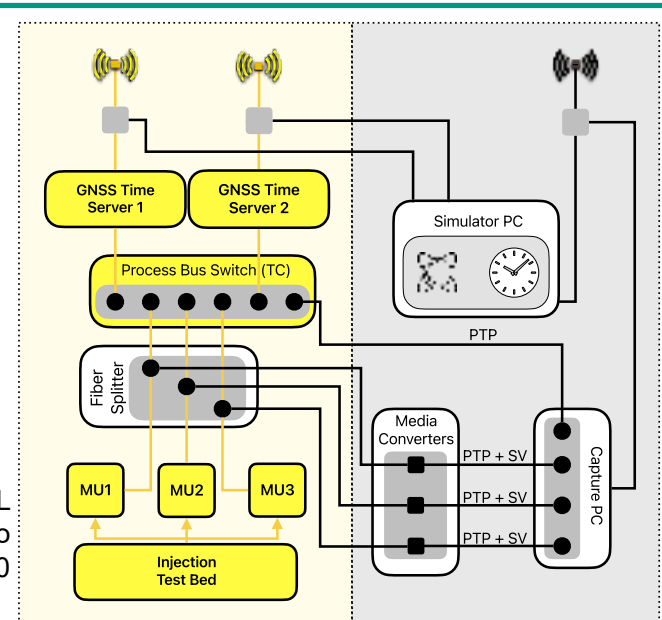 GNSS Time
Server 1
GNSS Time
Server 2
Simulator PC
Process Bus Switch (TC)
PTP
Fiber
Splitter
Media
Converters
Capture PC
PTP + SV
PTP + SV
PTP + SV
MU1
MU2
MU3
L
o
0
Injection
Test Bed